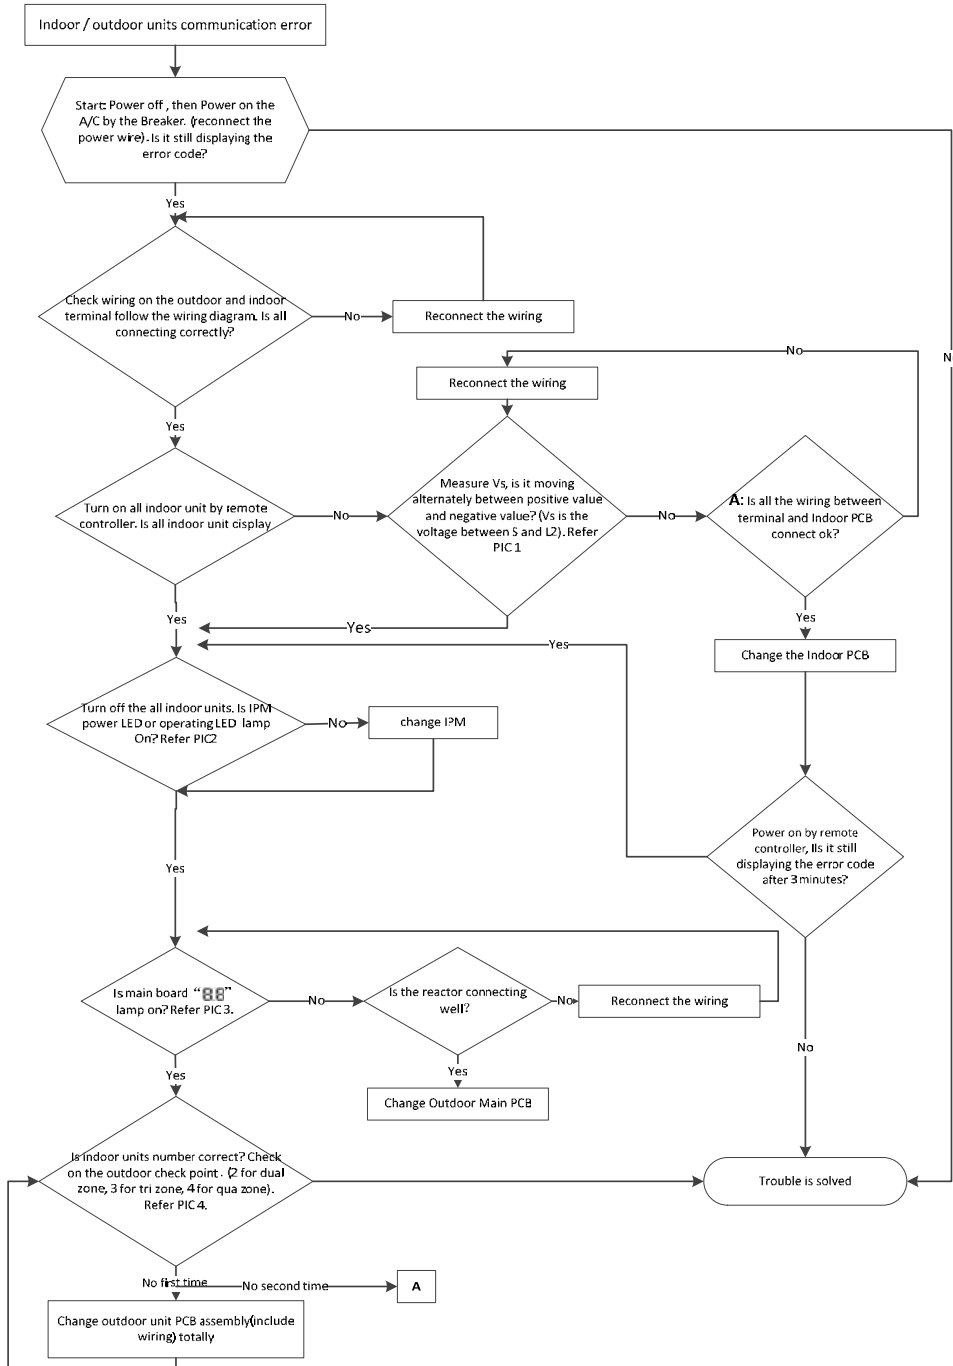 Indoor / outdoor units communication error
Start: Power off , then Power on the
A/C by the Breaker. (reconnect the
power wire). Is it still displaying the
error code?
Yes
Check wiring on the outdoor and indoor
terminal follow the wiring diagram. Is all
connecting correctly?
No
Reconnect the wiring
No
N
Reconnect the wiring
Yes
Turn on all indoor unit by remote
controller. Is all indoor unit display
No
Measure Vs, is it moving
alternately between positive value
and negative value? (Vs is the
voltage between S and L2). Refer
PIC 1
No
A: Is all the wiring between
terminal and Indoor PCB
connect ok?
Yes
Yes
Yes
Yes
Change the Indoor PCB
Turn off the all indoor units. Is IPM
power LED or operating LED lamp
On? Refer PIC2
No
change IPM
Power on by remote
controller, IIs it still
displaying the error code
after 3 minutes?
Yes
Is main board “8.8”
lamp on? Refer PIC 3.
No
Is the reactor connecting
well?
No
Reconnect the wiring
No
Yes
Yes
Change Outdoor Main PCB
Is indoor units number correct? Check
on the outdoor check point . (2 for dual
zone, 3 for tri zone, 4 for qua zone).
Refer PIC 4.
Trouble is solved
No first time
No second time
A
Change outdoor unit PCB assembly(include
wiring) totally